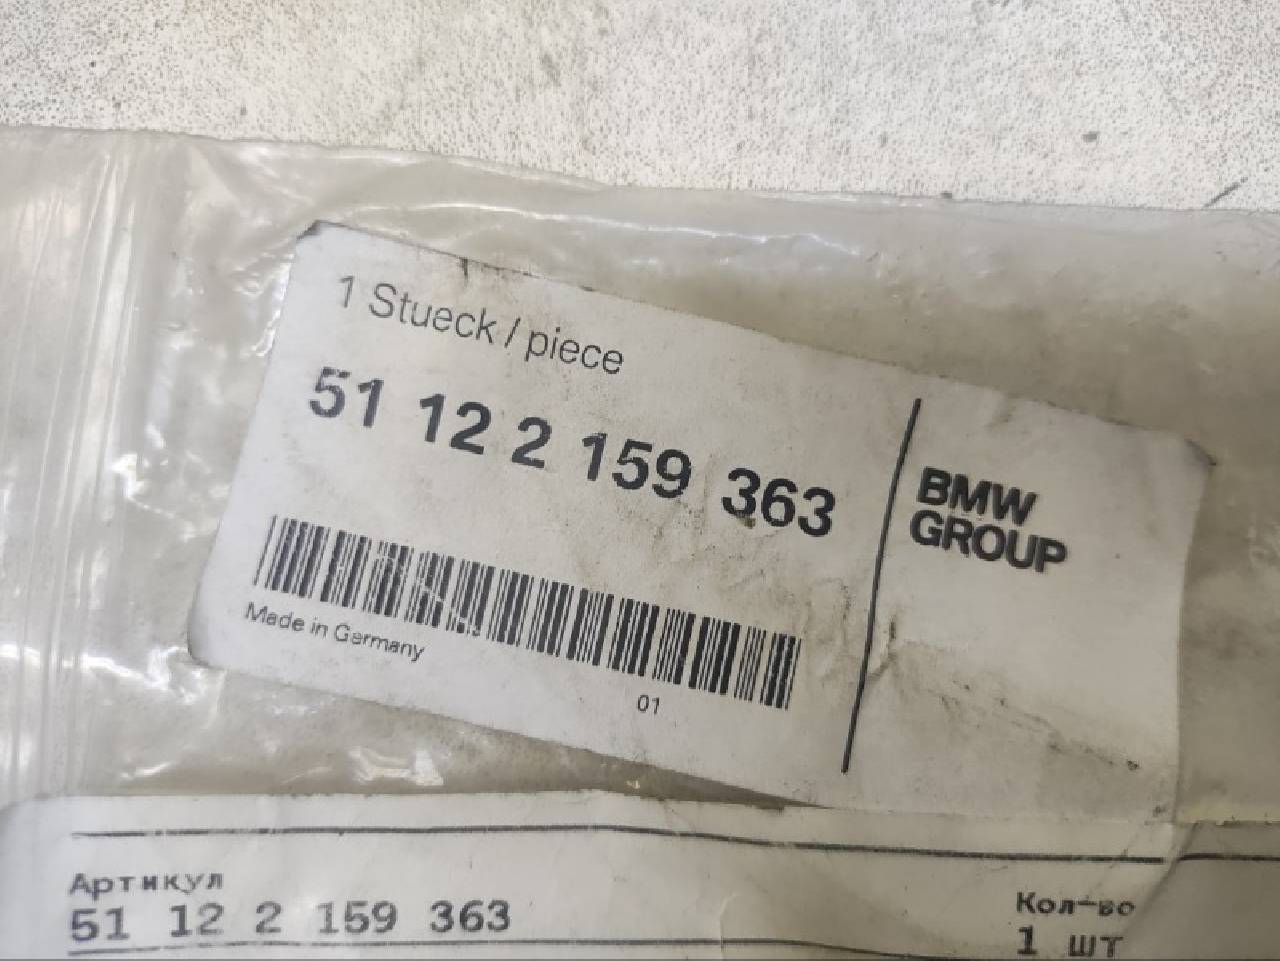 1 Stueck / piece
51 12 2 159 363
BMW
GROUP
Made in Germany
01
Артикул
51 12 2 159 363
Кол-во
1 шт